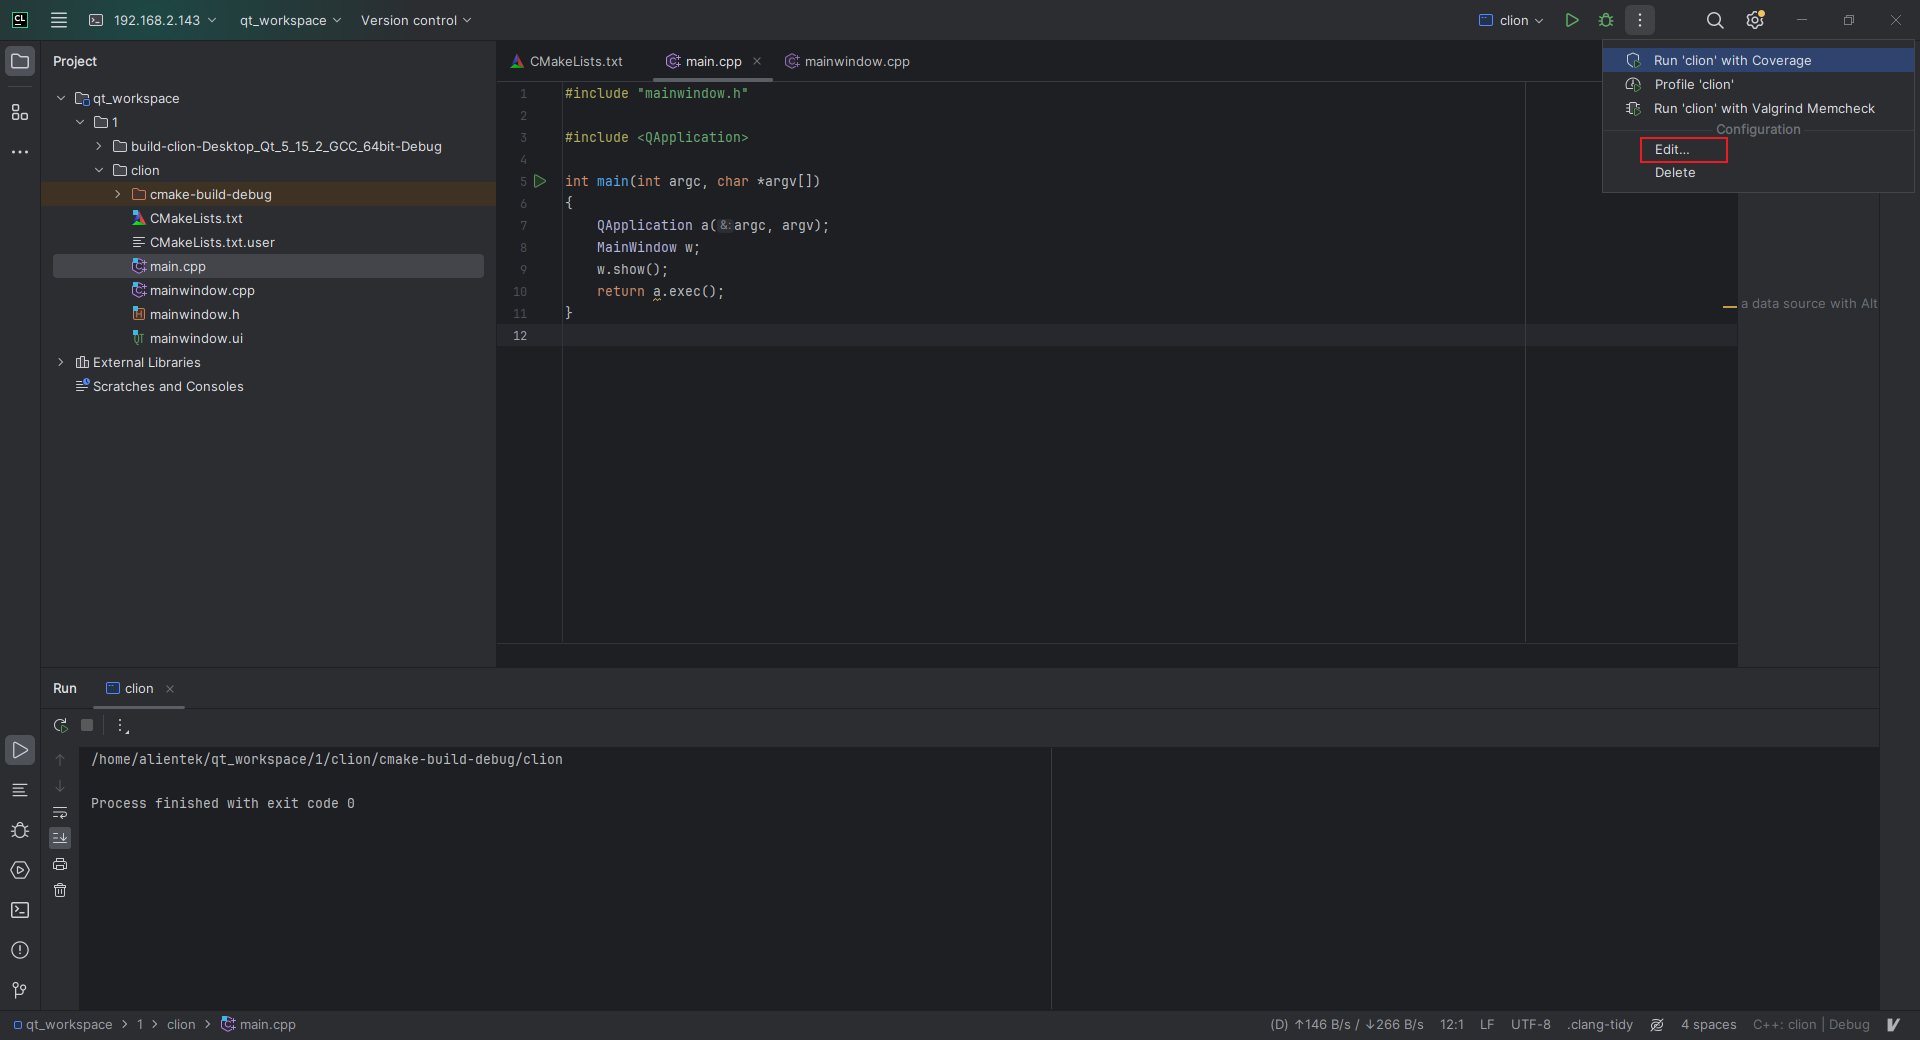 CL 192.168.2.143 qt_workspace Version control clion
Project
CMakeLists.txt main.cpp mainwindow.cpp
Run 'clion' with Coverage
Profile 'clion'
Run 'clion' with Valgrind Memcheck
Configuration
Edit...
Delete
qt_workspace
1
build-clion-Desktop_Qt_5_15_2_GCC_64bit-Debug
clion
cmake-build-debug
CMakeLists.txt
CMakeLists.txt.user
main.cpp
mainwindow.cpp
mainwindow.h
mainwindow.ui
External Libraries
Scratches and Consoles
1 #include "mainwindow.h"
2
3 #include <QApplication>
4
5 int main(int argc, char *argv[])
6 {
7 QApplication a(&: argc, argv);
8 MainWindow w;
9 w.show();
10 return a.exec();
11 }
12
a data source with Alt
Run clion
/home/alientek/qt_workspace/1/clion/cmake-build-debug/clion
Process finished with exit code 0
qt_workspace > 1 > clion > main.cpp
(D) ↑146 B/s / ↓266 B/s 12:1 LF UTF-8 .clang-tidy 4 spaces C++: clion | Debug